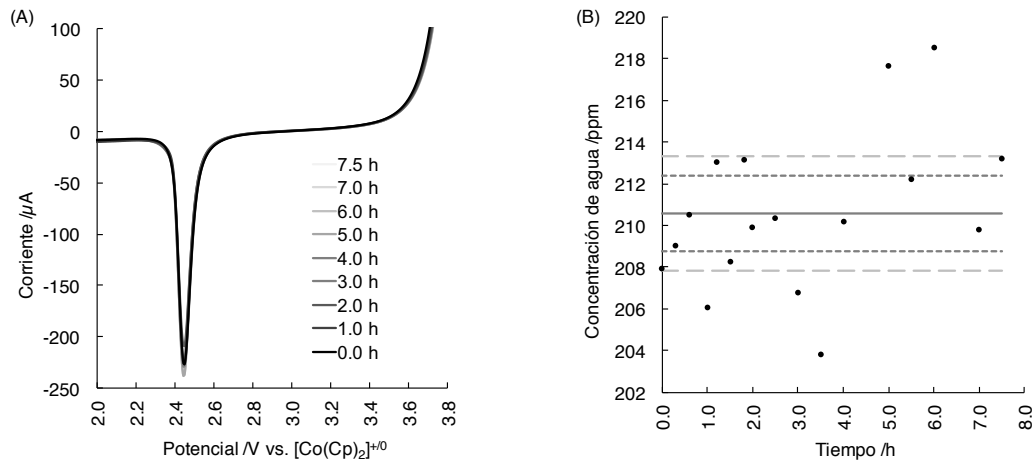 (A)
100
50
0
-50
-100
-150
-200
-250
Corriente /µA
7.5 h
7.0 h
6.0 h
5.0 h
4.0 h
3.0 h
2.0 h
1.0 h
0.0 h
2.0
2.2
2.4
2.6
2.8
3.0
3.2
3.4
3.6
3.8
Potencial /V vs. [Co(Cp)₂]⁺/⁰
(B)
220
218
216
214
212
210
208
206
204
202
Concentración de agua /ppm
0.0
1.0
2.0
3.0
4.0
5.0
6.0
7.0
8.0
Tiempo /h